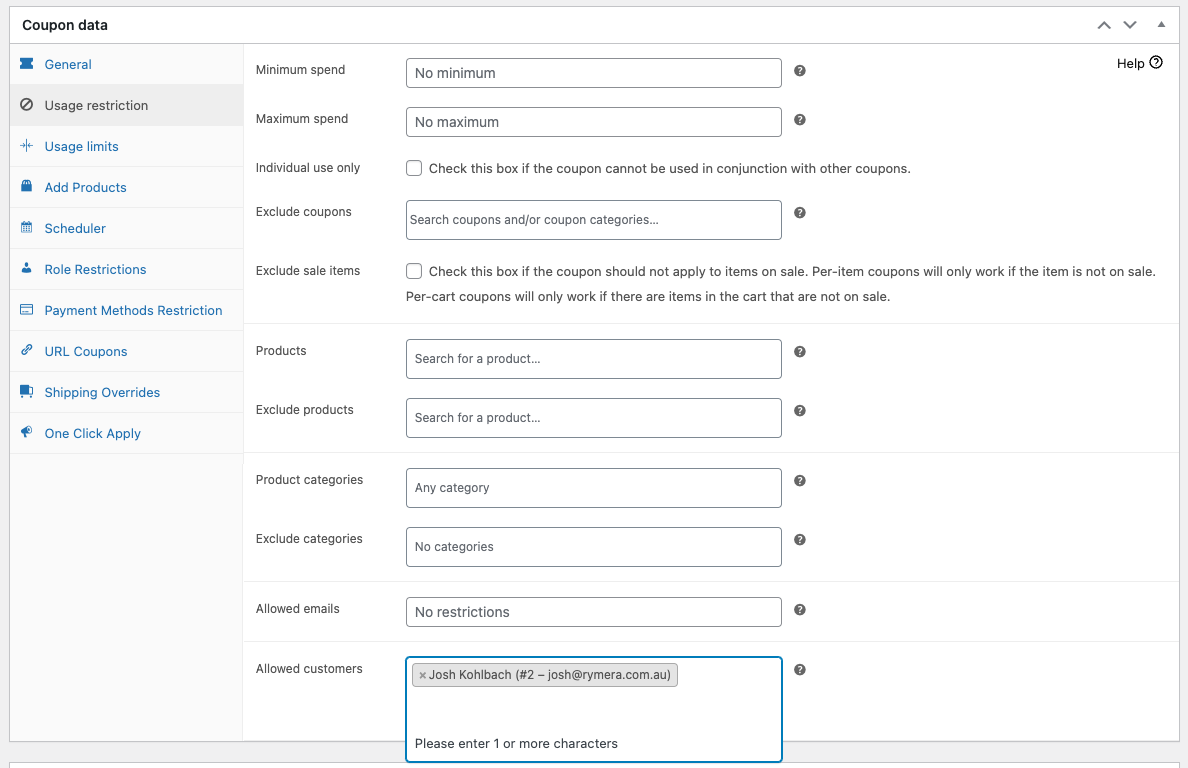 Coupon data
General
Usage restriction
Usage limits
Add Products
Scheduler
Role Restrictions
Payment Methods Restriction
URL Coupons
Shipping Overrides
One Click Apply
Help
Minimum spend
No minimum
Maximum spend
No maximum
Individual use only
Check this box if the coupon cannot be used in conjunction with other coupons.
Exclude coupons
Search coupons and/or coupon categories…
Exclude sale items
Check this box if the coupon should not apply to items on sale. Per-item coupons will only work if the item is not on sale.
Per-cart coupons will only work if there are items in the cart that are not on sale.
Products
Search for a product…
Exclude products
Search for a product…
Product categories
Any category
Exclude categories
No categories
Allowed emails
No restrictions
Allowed customers
× Josh Kohlbach (#2 – josh@rymera.com.au)
Please enter 1 or more characters